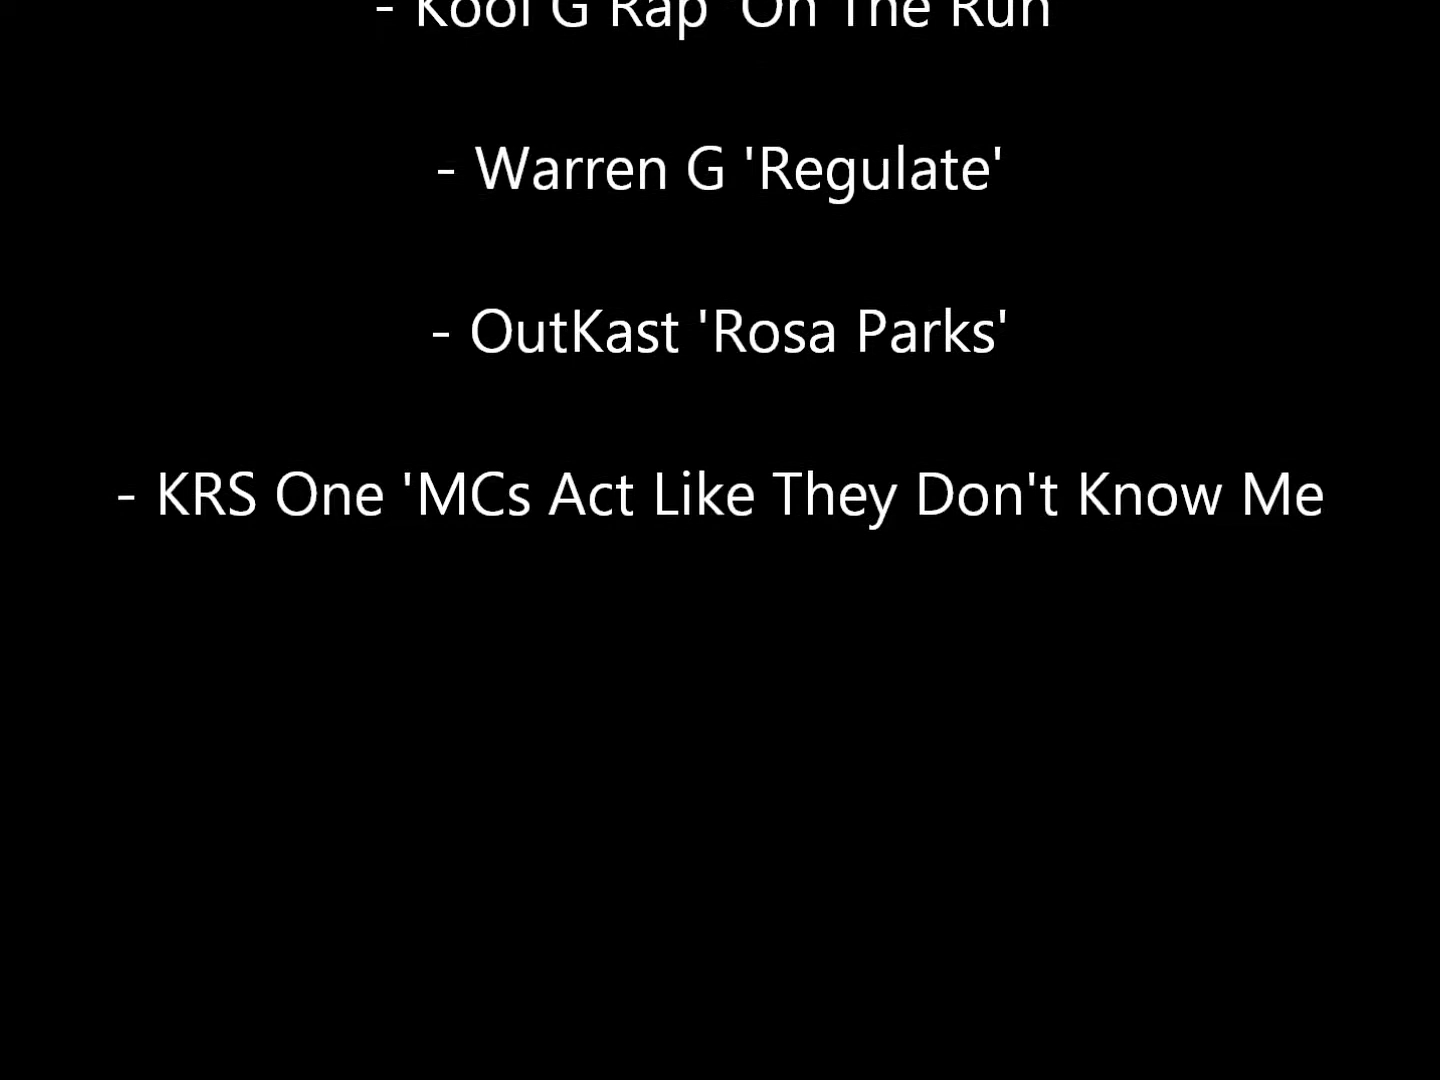 - Kool G Rap 'On The Run'
- Warren G 'Regulate'
- OutKast 'Rosa Parks'
- KRS One 'MCs Act Like They Don't Know Me